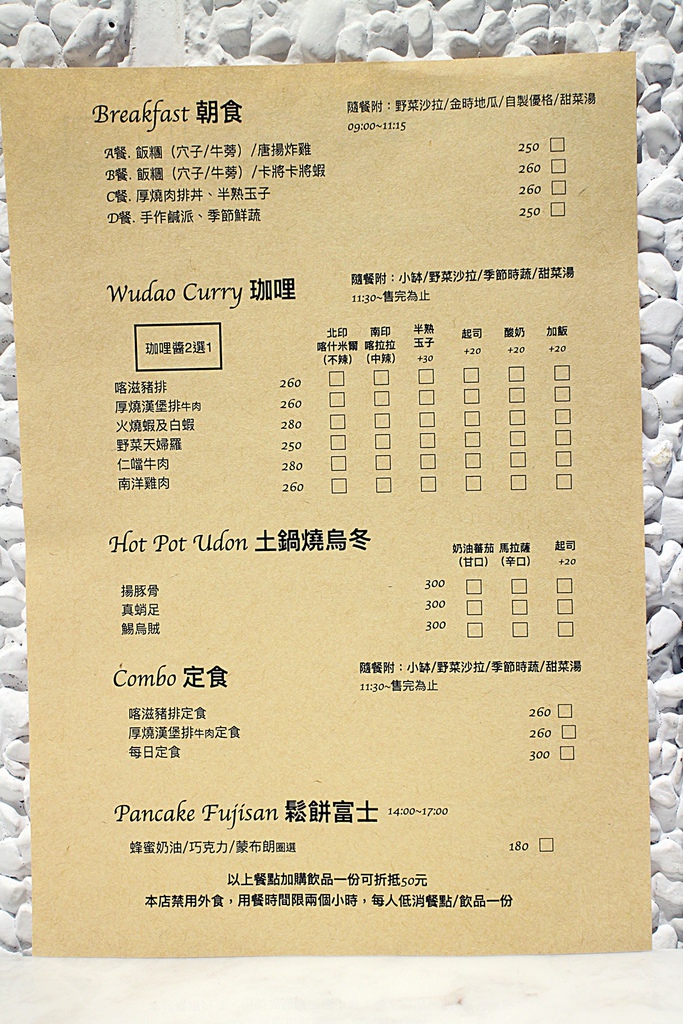 Breakfast 朝食
隨餐附：野菜沙拉/金時地瓜/自製優格/甜菜湯
09:00~11:15
A餐. 飯糰（穴子/牛蒡）/唐揚炸雞 250 □
B餐. 飯糰（穴子/牛蒡）/卡將卡將蝦 260 □
C餐. 厚燒肉排丼、半熟玉子 260 □
D餐. 手作鹹派、季節鮮蔬 250 □
Wudao Curry 珈哩
隨餐附：小缽/野菜沙拉/季節時蔬/甜菜湯
11:30~售完為止
珈哩醬2選1
北印 喀什米爾 （不辣） 南印 喀拉拉 （中辣） 半熟 玉子 +30 起司 +20 酸奶 +20 加飯 +20
喀滋豬排 260 □ □ □ □ □ □
厚燒漢堡排牛肉 260 □ □ □ □ □ □
火燒蝦及白蝦 280 □ □ □ □ □ □
野菜天婦羅 250 □ □ □ □ □ □
仁噹牛肉 280 □ □ □ □ □ □
南洋雞肉 260 □ □ □ □ □ □
Hot Pot Udon 土鍋燒烏冬
奶油蕃茄 （甘口） 馬拉薩 （辛口） 起司 +20
揚豚骨 300 □ □ □
真蛸足 300 □ □ □
鯣烏賊 300 □ □ □
Combo 定食
隨餐附：小缽/野菜沙拉/季節時蔬/甜菜湯
11:30~售完為止
喀滋豬排定食 260 □
厚燒漢堡排牛肉定食 260 □
每日定食 300 □
Pancake Fujisan 鬆餅富士 14:00~17:00
蜂蜜奶油/巧克力/蒙布朗圈選 180 □
以上餐點加購飲品一份可折抵50元
本店禁用外食，用餐時間限兩個小時，每人低消餐點/飲品一份